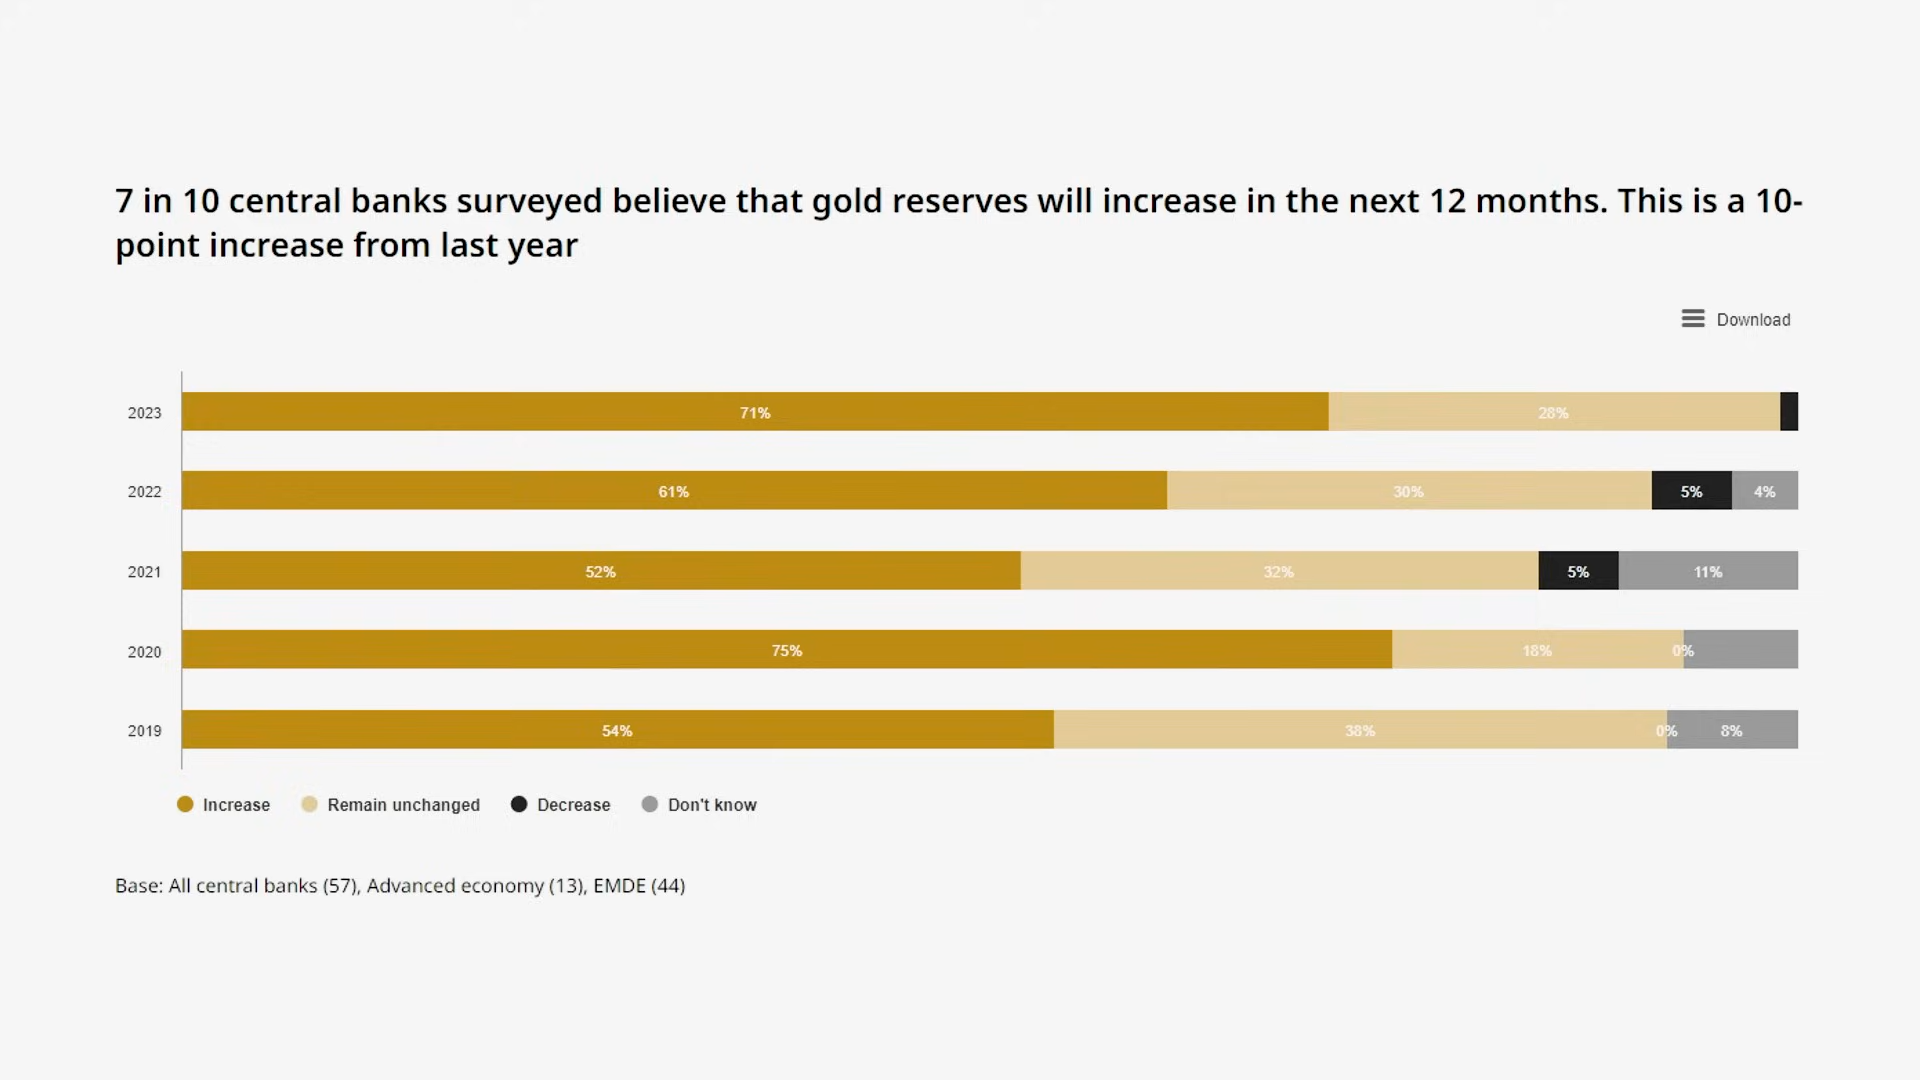 7 in 10 central banks surveyed believe that gold reserves will increase in the next 12 months. This is a 10-
point increase from last year
Download
2023 71% 28%
2022 61% 30% 5% 4%
2021 52% 32% 5% 11%
2020 75% 18% 0%
2019 54% 38% 0% 8%
Increase Remain unchanged Decrease Don't know
Base: All central banks (57), Advanced economy (13), EMDE (44)